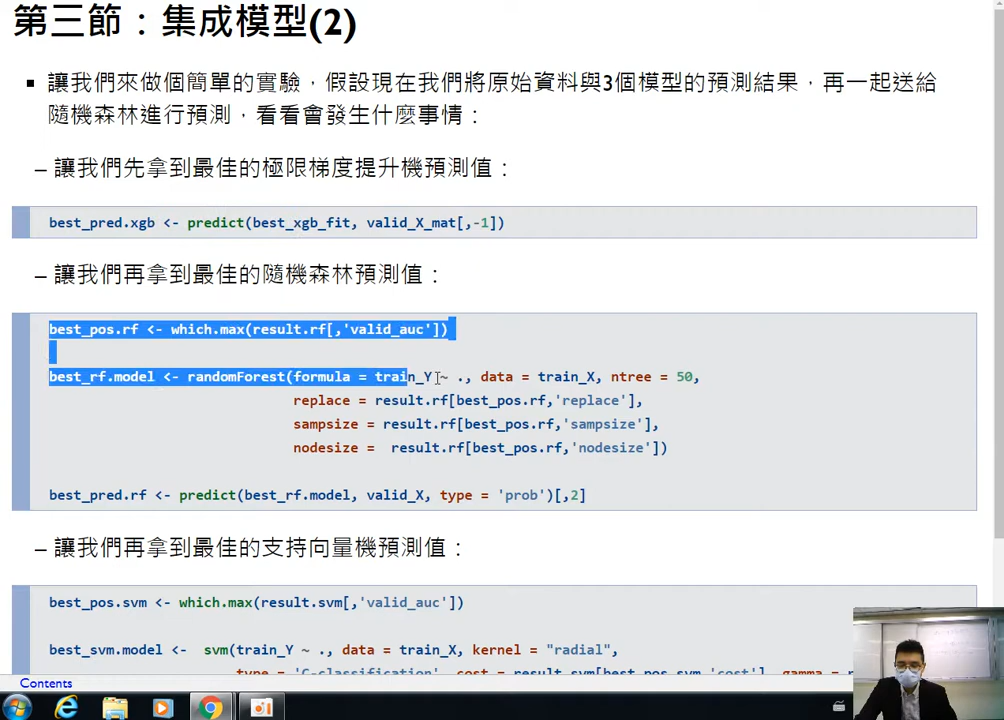 第三節：集成模型(2)
讓我們來做個簡單的實驗，假設現在我們將原始資料與3個模型的預測結果，再一起送給
隨機森林進行預測，看看會發生什麼事情：
– 讓我們先拿到最佳的極限梯度提升機預測值：
best_pred.xgb <- predict(best_xgb_fit, valid_X_mat[,-1])
– 讓我們再拿到最佳的隨機森林預測值：
best_pos.rf <- which.max(result.rf[,'valid_auc'])
best_rf.model <- randomForest(formula = train_Y ~ ., data = train_X, ntree = 50,
replace = result.rf[best_pos.rf,'replace'],
sampsize = result.rf[best_pos.rf,'sampsize'],
nodesize =  result.rf[best_pos.rf,'nodesize'])
best_pred.rf <- predict(best_rf.model, valid_X, type = 'prob')[,2]
– 讓我們再拿到最佳的支持向量機預測值：
best_pos.svm <- which.max(result.svm[,'valid_auc'])
best_svm.model <-  svm(train_Y ~ ., data = train_X, kernel = "radial",
type = 'C-classification', cost = result.svm[best_pos.svm,'cost'], gamma =
Contents